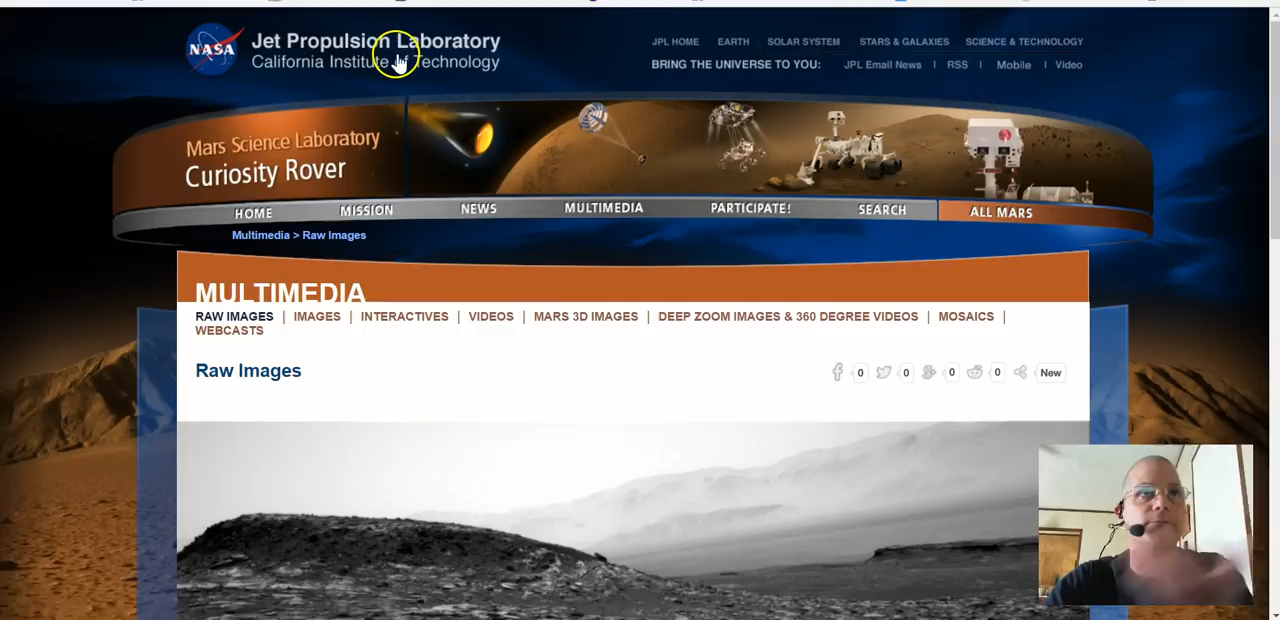 NASA
Jet Propulsion Laboratory
California Institute of Technology
JPL HOME EARTH SOLAR SYSTEM STARS & GALAXIES SCIENCE & TECHNOLOGY
BRING THE UNIVERSE TO YOU: JPL Email News | RSS | Mobile | Video
Mars Science Laboratory
Curiosity Rover
HOME MISSION NEWS MULTIMEDIA PARTICIPATE! SEARCH ALL MARS
Multimedia > Raw Images
MULTIMEDIA
RAW IMAGES | IMAGES | INTERACTIVES | VIDEOS | MARS 3D IMAGES | DEEP ZOOM IMAGES & 360 DEGREE VIDEOS | MOSAICS |
WEBCASTS
Raw Images
0 0 0 0 New